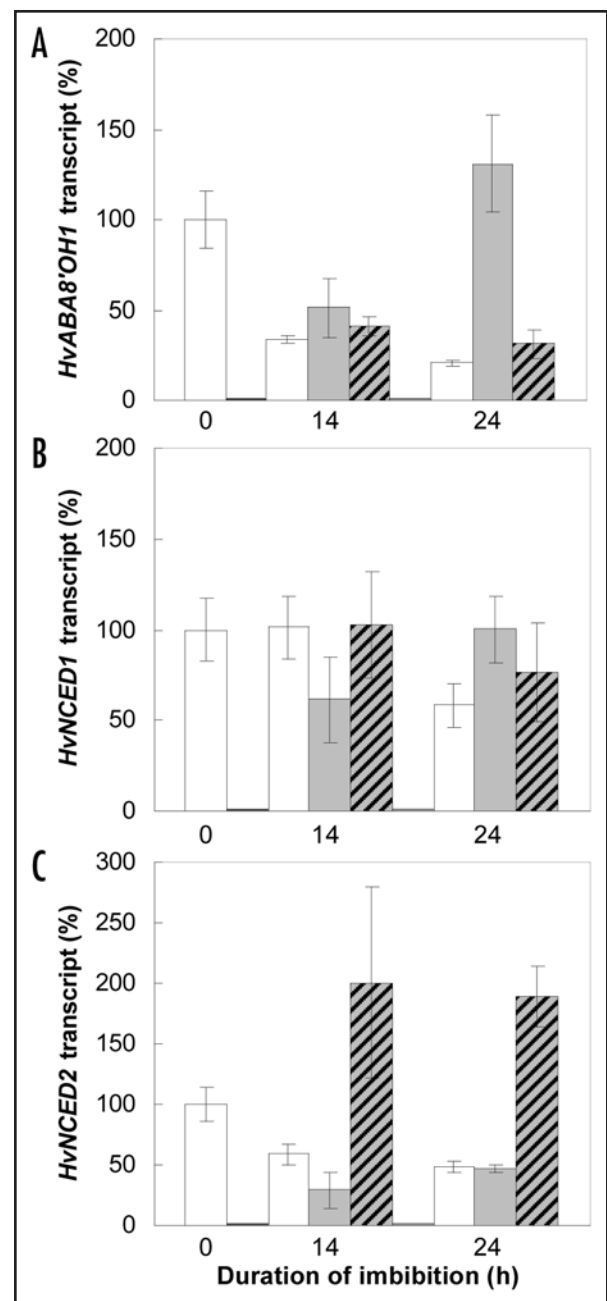 A
HvABA8'OH1 transcript (%)
200
150
100
50
0
0 14 24
B
HvNCED1 transcript (%)
200
150
100
50
0
0 14 24
C
HvNCED2 transcript (%)
300
250
200
150
100
50
0
0 14 24
Duration of imbibition (h)